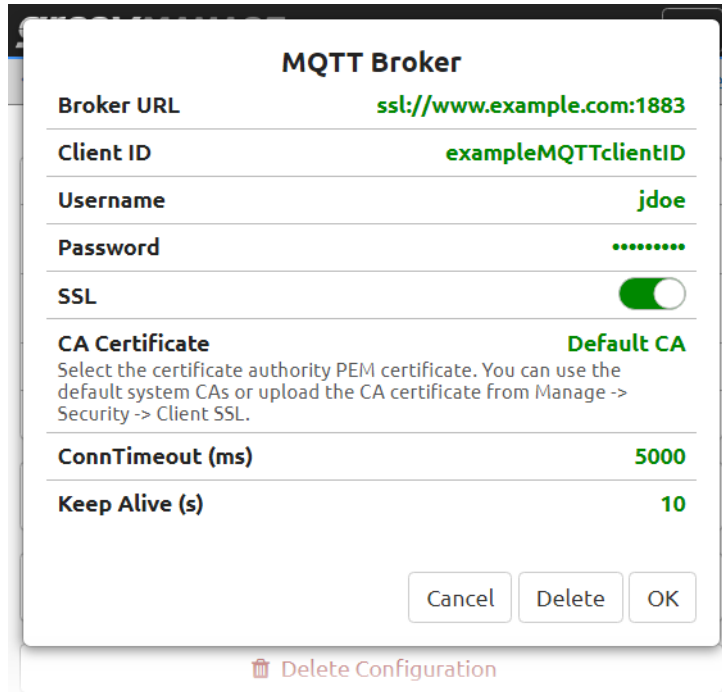 MQTT Broker
Broker URL ssl://www.example.com:1883
Client ID exampleMQTTclientID
Username jdoe
Password •••••••••
SSL
CA Certificate Default CA
Select the certificate authority PEM certificate. You can use the
default system CAs or upload the CA certificate from Manage ->
Security -> Client SSL.
ConnTimeout (ms) 5000
Keep Alive (s) 10
Cancel Delete OK
Delete Configuration